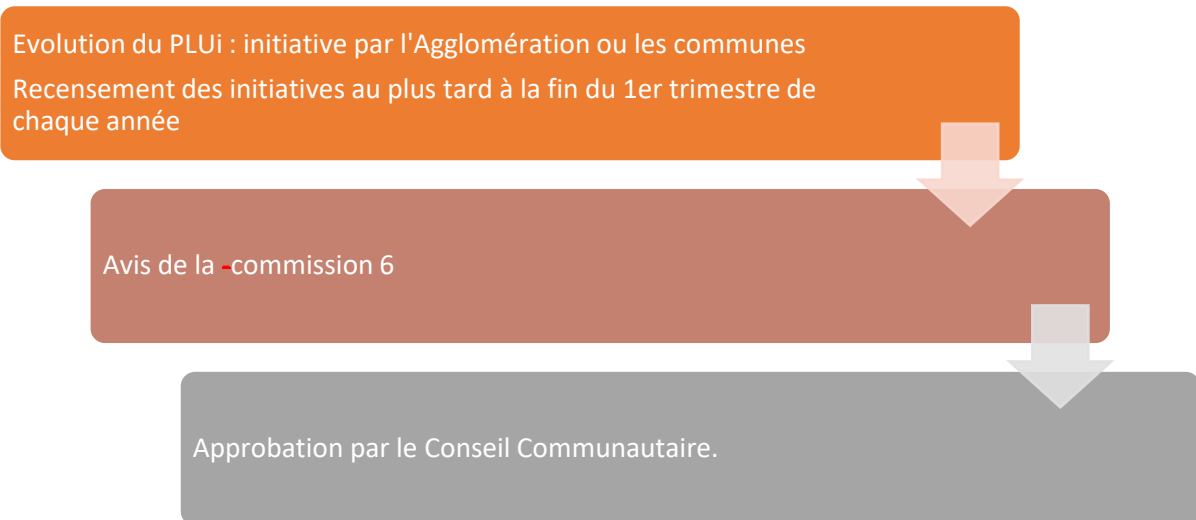 Evolution du PLUi : initiative par l'Agglomération ou les communes
Recensement des initiatives au plus tard à la fin du 1er trimestre de
chaque année
Avis de la -commission 6
Approbation par le Conseil Communautaire.